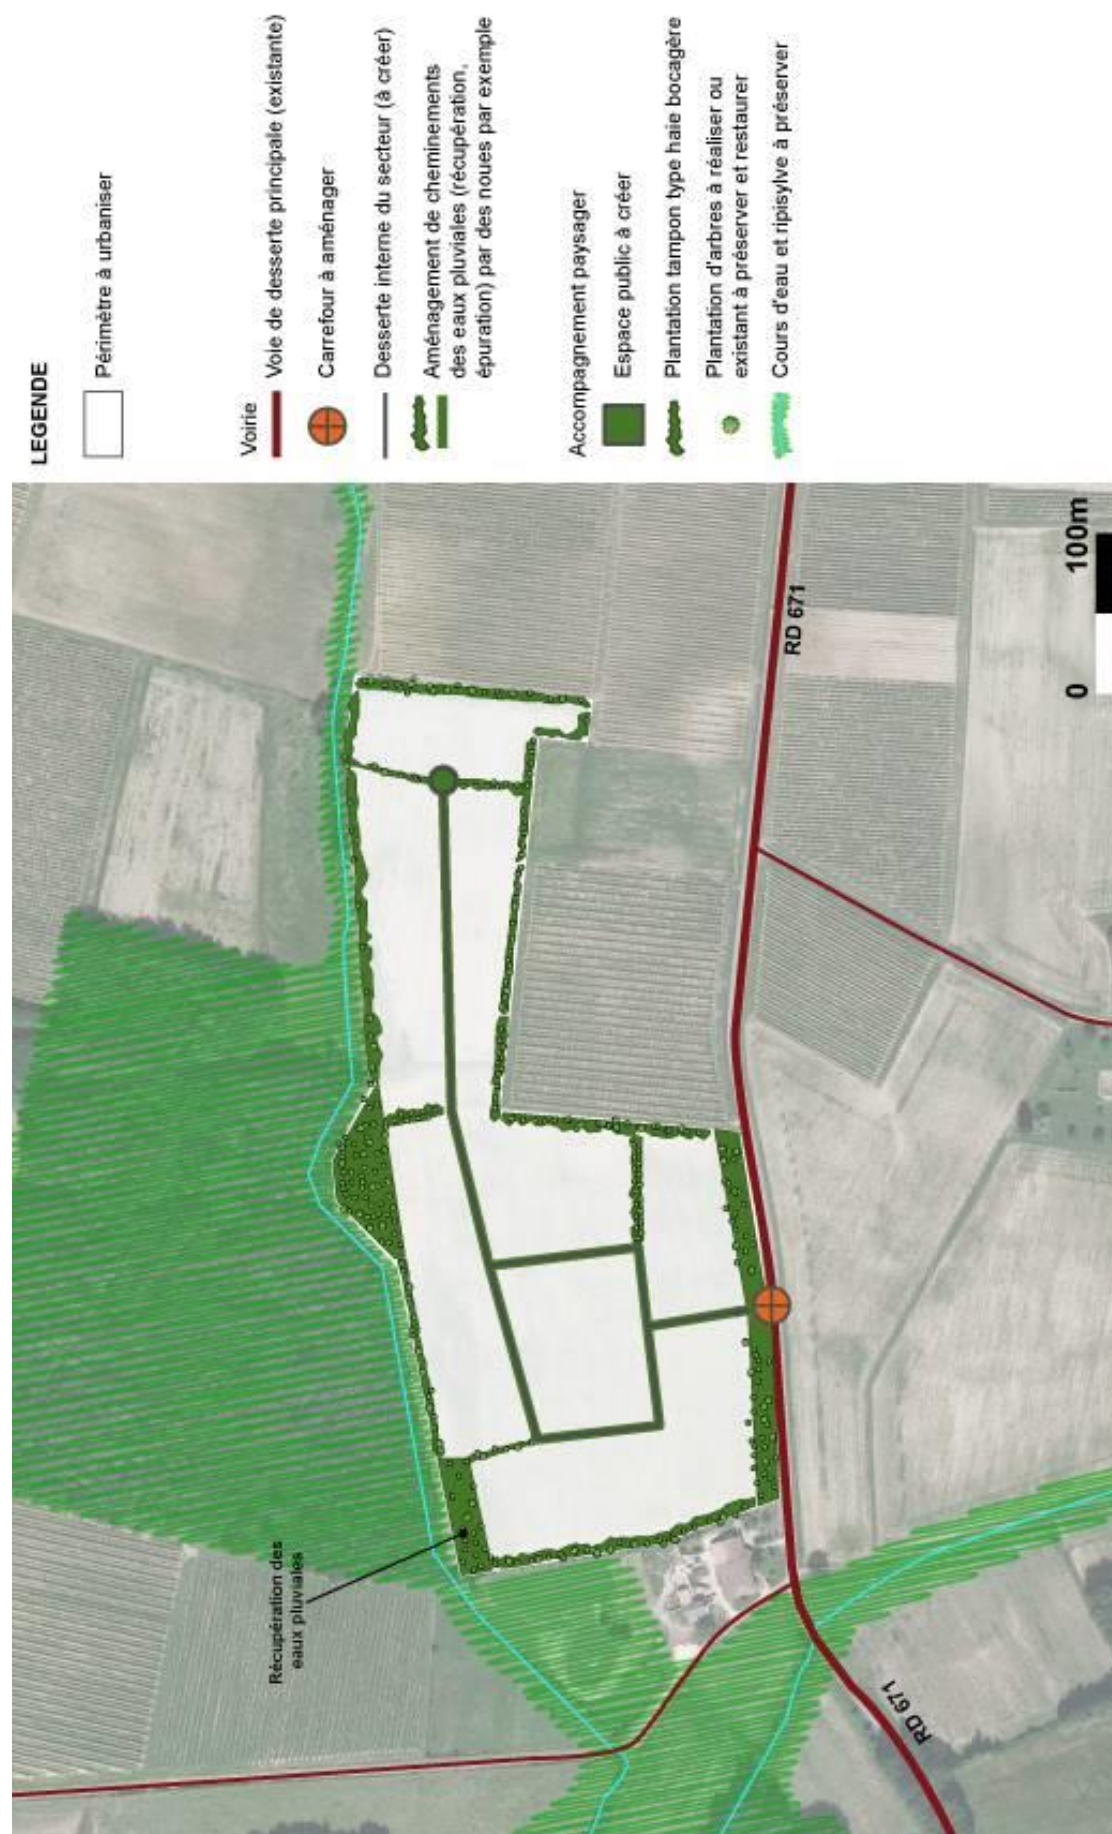 LEGENDE
Périmètre à urbaniser
Voirie
Voie de desserte principale (existante)
Carrefour à aménager
Desserte interne du secteur (à créer)
Aménagement de cheminements
des eaux pluviales (récupération,
épuration) par des noues par exemple
Accompagnement paysager
Espace public à créer
Plantation tampon type haie bocagère
Plantation d'arbres à réaliser ou
existant à préserver et restaurer
Cours d'eau et ripisylve à préserver
Récupération des
eaux pluviales
RD 671
RD 671
0 100m